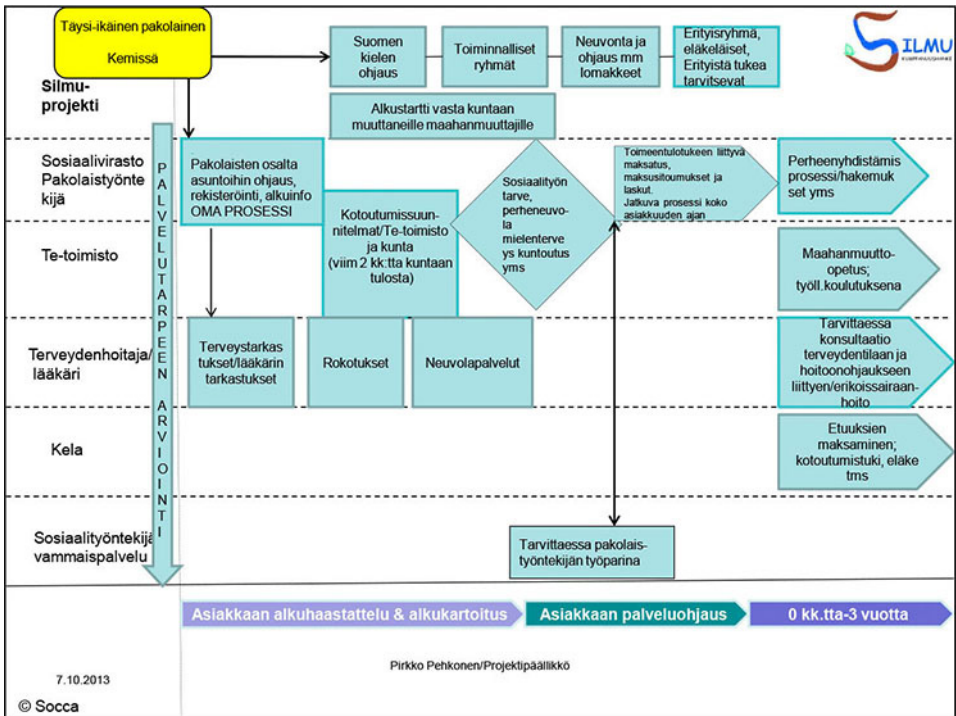 Täysi-ikäinen pakolainen
Kemissä
Suomen
kielen
ohjaus
Toiminnalliset
ryhmät
Neuvonta ja
ohjaus mm
lomakkeet
Erityisryhmä,
eläkeläiset,
Erityistä tukea
tarvitsevat
SILMU
Silmu-
projekti
Alkustartti vasta kuntaan
muuttaneille maahanmuuttajille
PALVELUTARPEEN ARVIOINTI
Sosiaalivirasto
Pakolaistyönte
kijä
Pakolaisten osalta
asuntoihin ohjaus,
rekisteröinti, alkuinfo
OMA PROSESSI
Kotoutumissuun-
nitelmat/Te-toimisto
ja kunta
(viim 2 kk:tta kuntaan
tulosta)
Sosiaalityön
tarve,
perheneuvo-
la
mielenterve
ys kuntoutus
yms
Toimeentulotukeen liittyvä
maksatus,
maksusitoumukset ja
laskut.
Jatkuva prosessi koko
asiakkuuden ajan
Perheenyhdistämis
prosessi/hakemuk
set yms
Te-toimisto
Maahanmuutto-
opetus;
työll.koulutuksena
Terveydenhoitaja/
lääkäri
Terveystarkas
tukset/lääkärin
tarkastukset
Rokotukset
Neuvolapalvelut
Tarvittaessa
konsultaatio
terveydentilaan ja
hoitoonohjaukseen
liittyen/erikoissairaan-
hoito
Kela
Etuuksien
maksaminen;
kotoutumistuki, eläke
tms
Sosiaalityöntekijä
vammaispalvelu
Tarvittaessa pakolais-
työntekijän työparina
Asiakkaan alkuhaastattelu & alkukartoitus
Asiakkaan palveluohjaus
0 kk.tta-3 vuotta
Pirkko Pehkonen/Projektipäällikkö
7.10.2013
© Socca